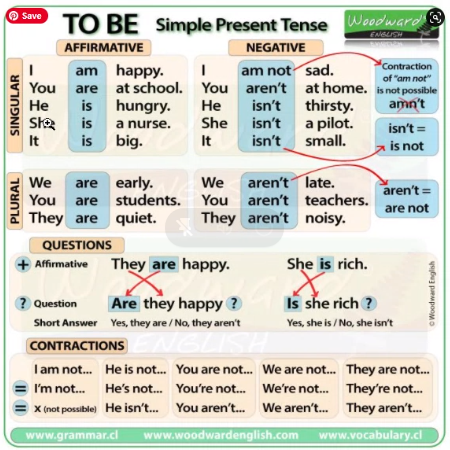 Save
TO BE Simple Present Tense
Woodward
ENGLISH
AFFIRMATIVE
NEGATIVE
SINGULAR
I am happy.
You are at school.
He is hungry.
She is a nurse.
It is big.
I am not sad.
You aren't at home.
He isn't thirsty.
She isn't a pilot.
It isn't small.
Contraction
of "am not"
is not possible
amn't
isn't =
is not
PLURAL
We are early.
You are students.
They are quiet.
We aren't late.
You aren't teachers.
They aren't noisy.
aren't =
are not
QUESTIONS
+ Affirmative They are happy. She is rich.
? Question Are they happy ? Is she rich ?
Short Answer Yes, they are / No, they aren't Yes, she is / No, she isn't
© Woodward English
CONTRACTIONS
I am not... He is not... You are not... We are not... They are not...
= I'm not... He's not... You're not... We're not... They're not...
= x (not possible) He isn't... You aren't... We aren't... They aren't...
www.grammar.cl www.woodwardenglish.com www.vocabulary.cl